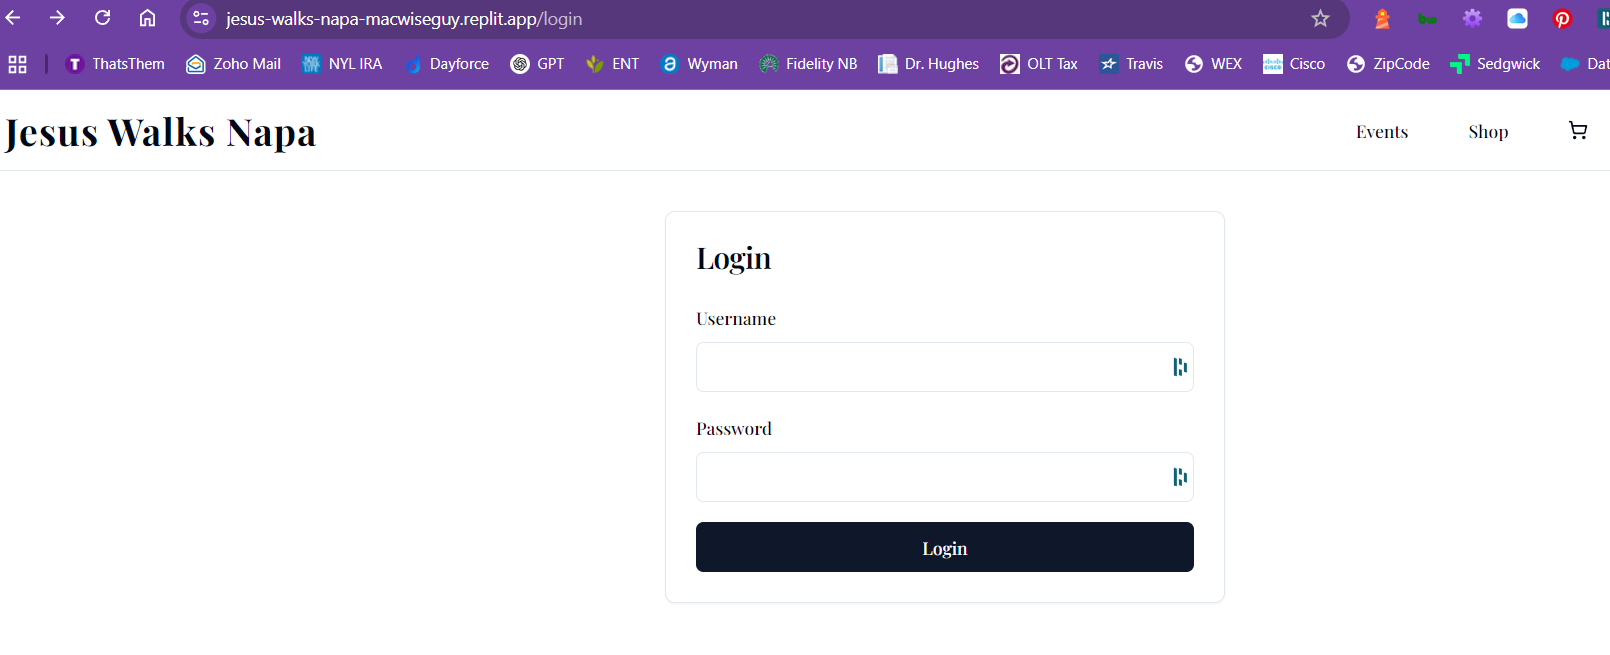 jesus-walks-napa-macwiseguy.replit.app/login
ThatsThem Zoho Mail NYL IRA Dayforce GPT ENT Wyman Fidelity NB Dr. Hughes OLT Tax Travis WEX Cisco ZipCode Sedgwick Dat
Jesus Walks Napa Events Shop
Login
Username
Password
Login